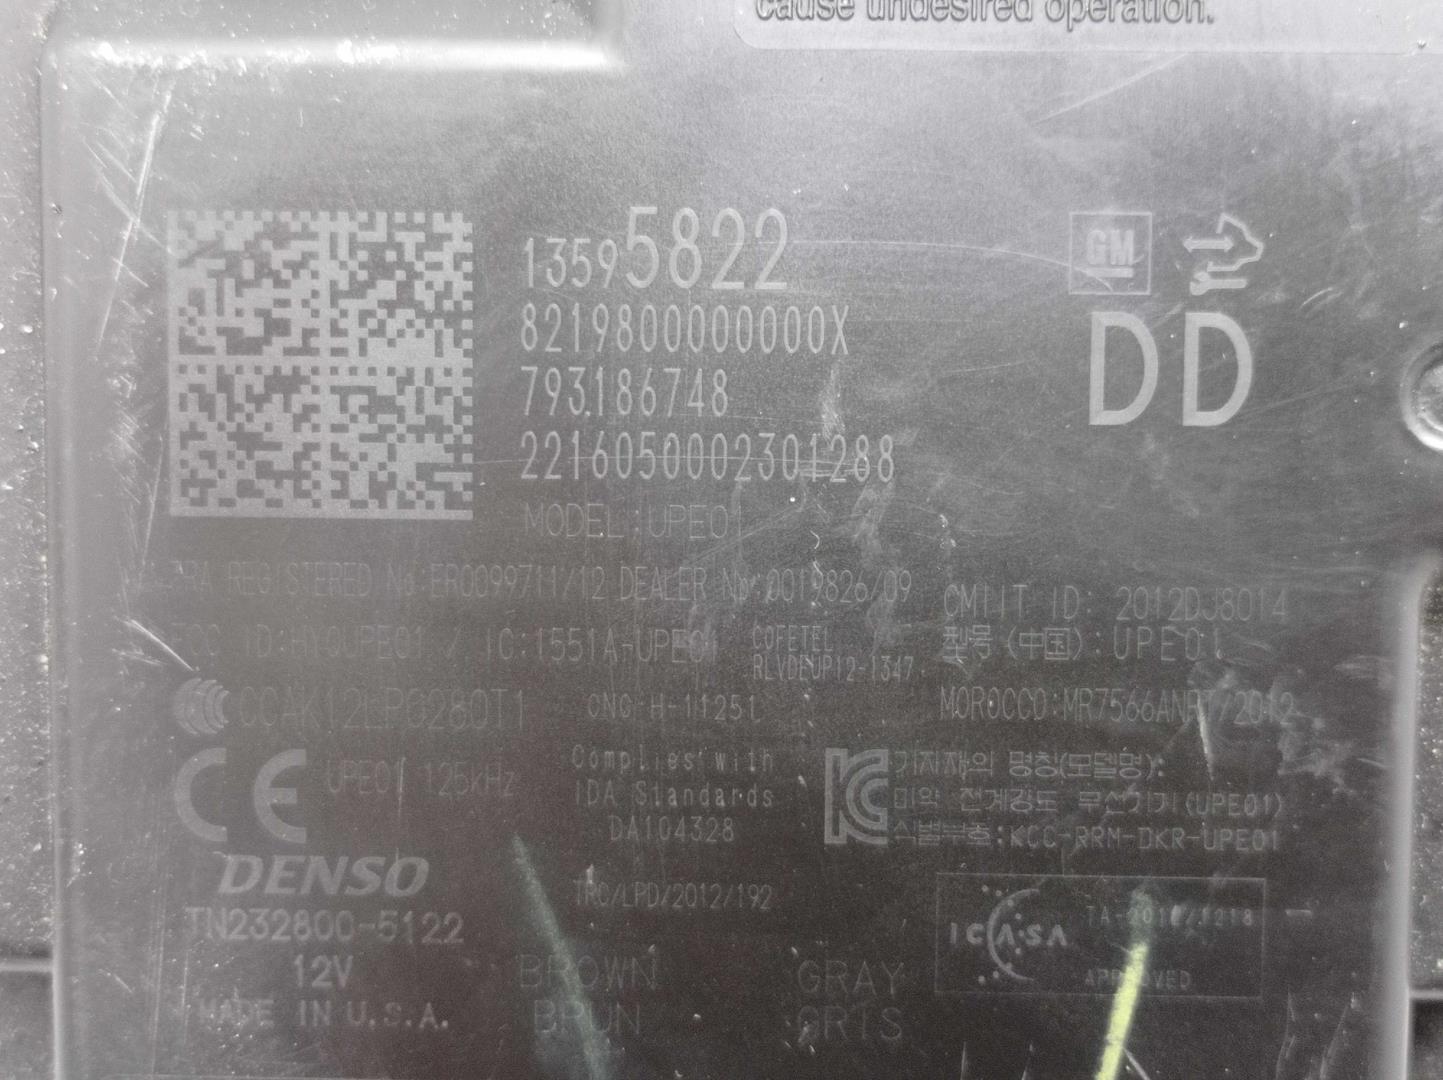 cause undesired operation.
13595822
8219800000000X
793186748
2216050002301288
GM
DD
MODEL:UPE01
REGISTERED No:ER0099711/12 DEALER No:0019826/09
CMIIT ID: 2012DJ8014
ID:HYQUPE01 / IC:1551A-UPE01
COFETEL
RLVDEUP12-1347
型号 (中国): UPE01
CCAK12LP0280T1
CNC H-11251
MOROCCO:MR7566ANRT/2012
CE
UPE01 125kHz
Complies with
IDA Standards
DA104328
기자재의 명칭(모델명):
미약 전계강도 무선기기(UPE01)
식별부호:KCC-RRM-DKR-UPE01
DENSO
TN232800-5122
12V
MADE IN U.S.A.
TRC/LPD/2012/192
BROWN
BRUN
GRAY
GRIS
ICASA
APPROVED